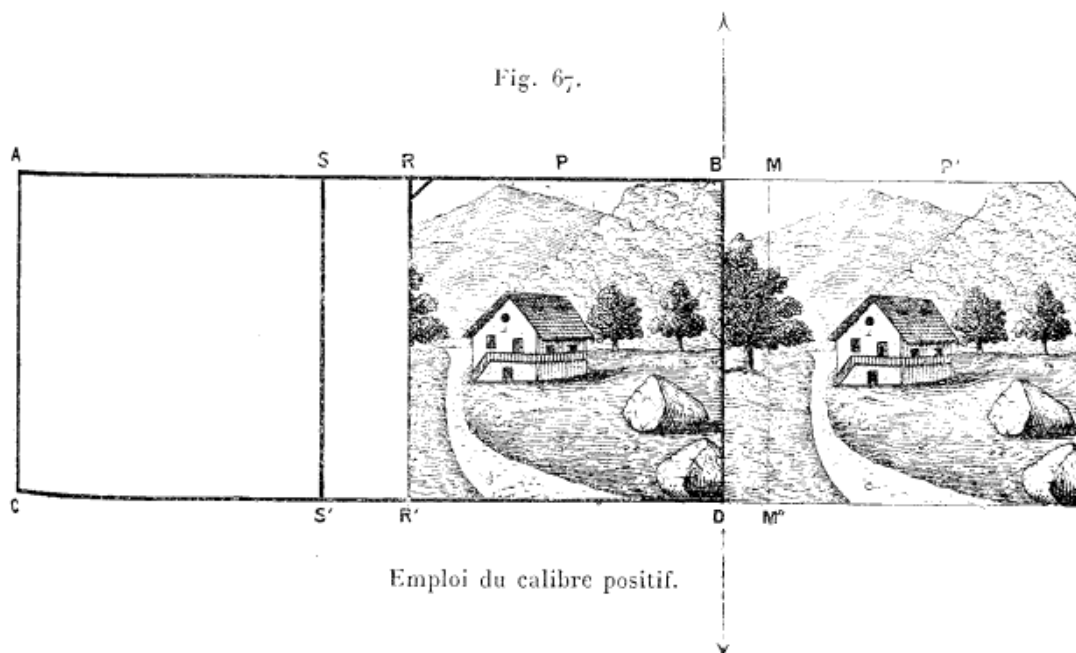 Fig. 67.
A S R P B M P'
C S' R' D M"
Emploi du calibre positif.